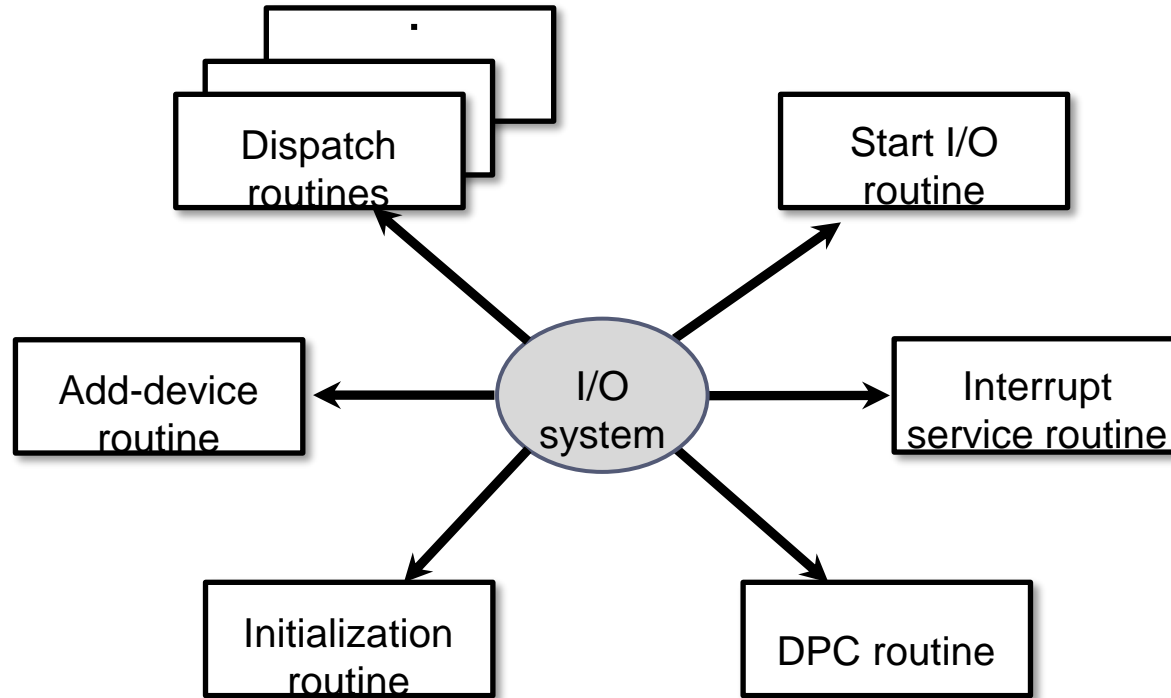 .
Dispatch
routines
Start I/O
routine
Add-device
routine
I/O
system
Interrupt
service routine
Initialization
routine
DPC routine